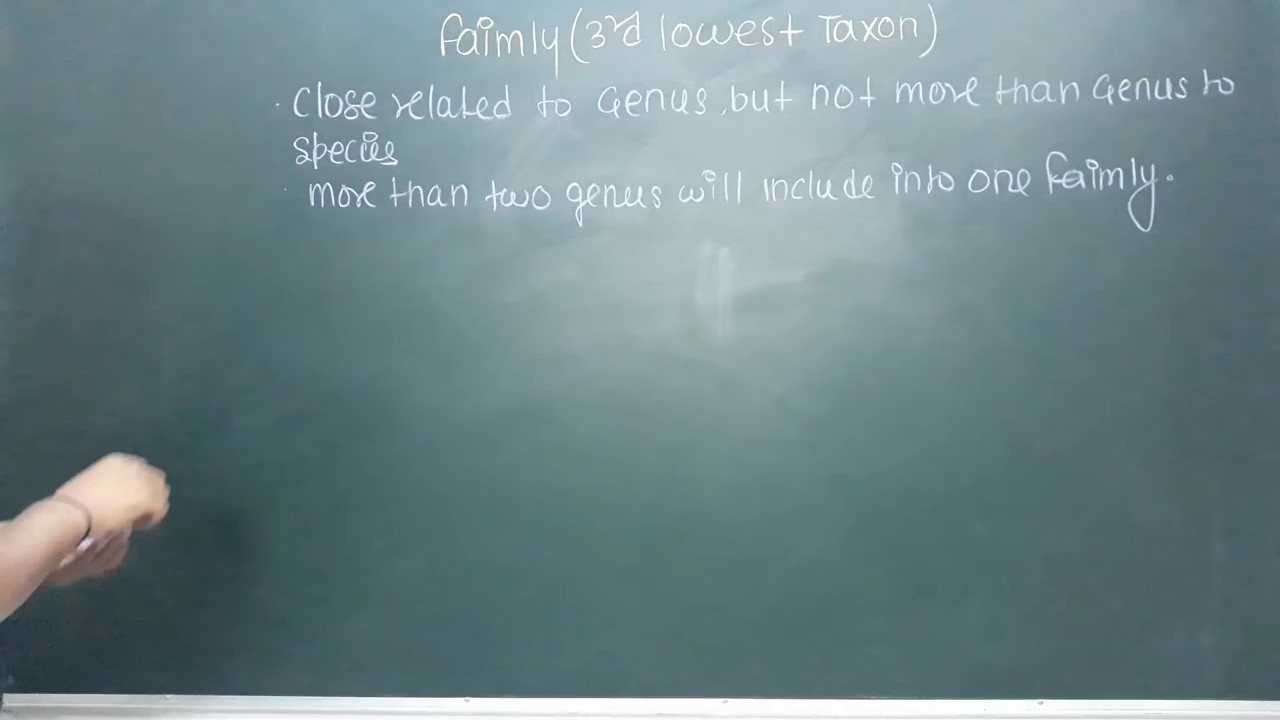 Faimly (3rd lowest Taxon)
· Close related to Genus, but not more than Genus to
species
· more than two genus will include into one Faimly.